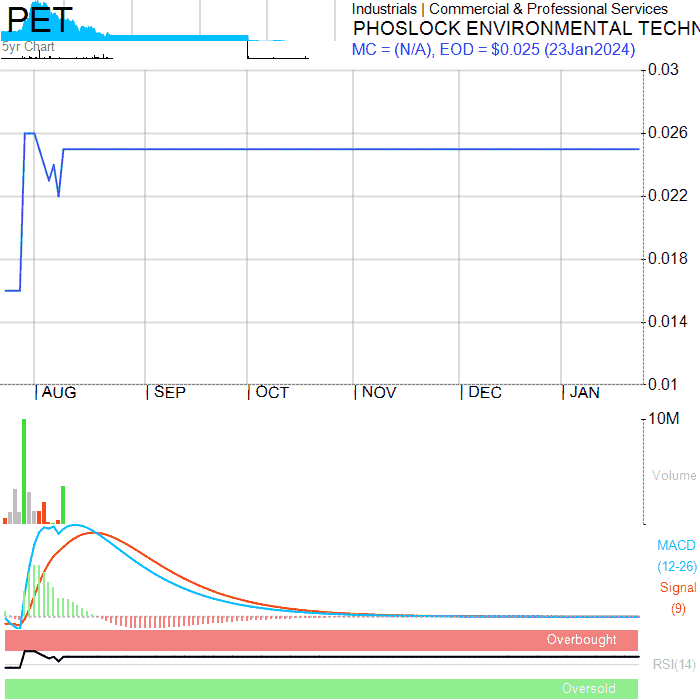 PET
5yr Chart
Industrials | Commercial & Professional Services
PHOSLOCK ENVIRONMENTAL TECHN
MC = (N/A), EOD = $0.025 (23Jan2024)
0.03
0.026
0.022
0.018
0.014
0.01
AUG SEP OCT NOV DEC JAN
10M
Volume
MACD
(12-26)
Signal
(9)
Overbought
RSI(14)
Oversold